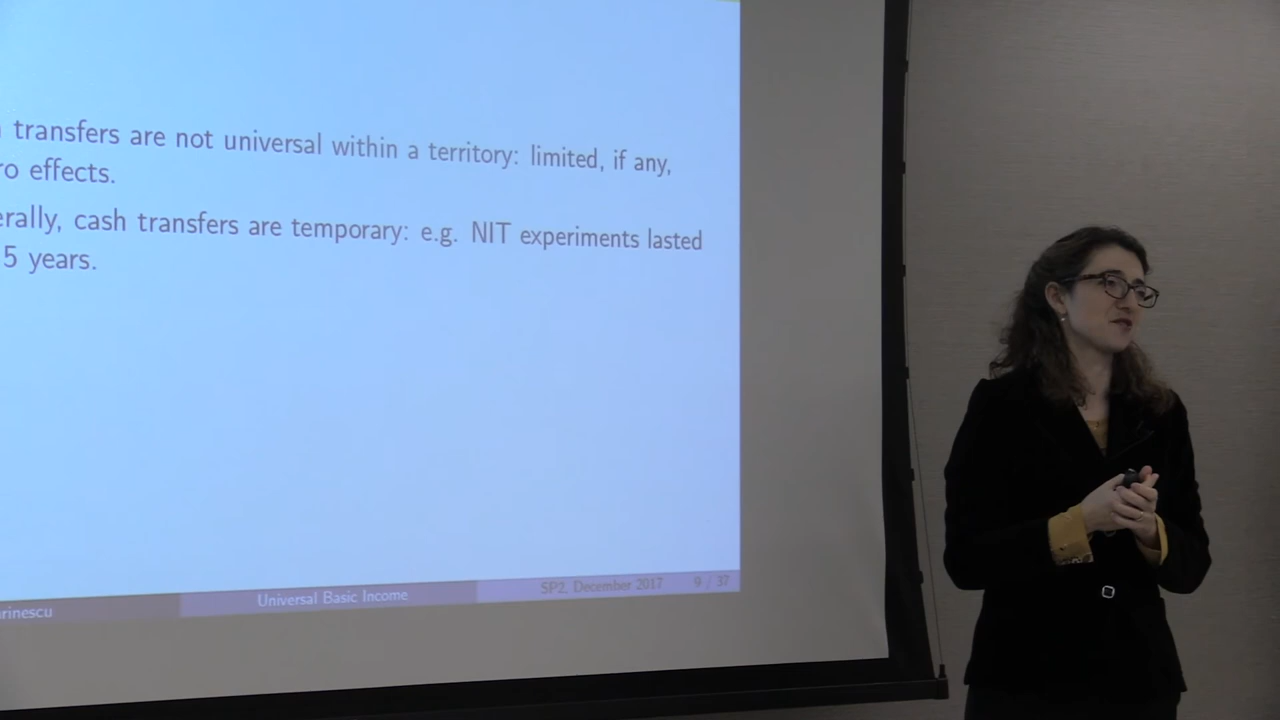 transfers are not universal within a territory: limited, if any,
ro effects.
erally, cash transfers are temporary: e.g. NIT experiments lasted
5 years.
rinescu Universal Basic Income SP2, December 2017 9 / 37